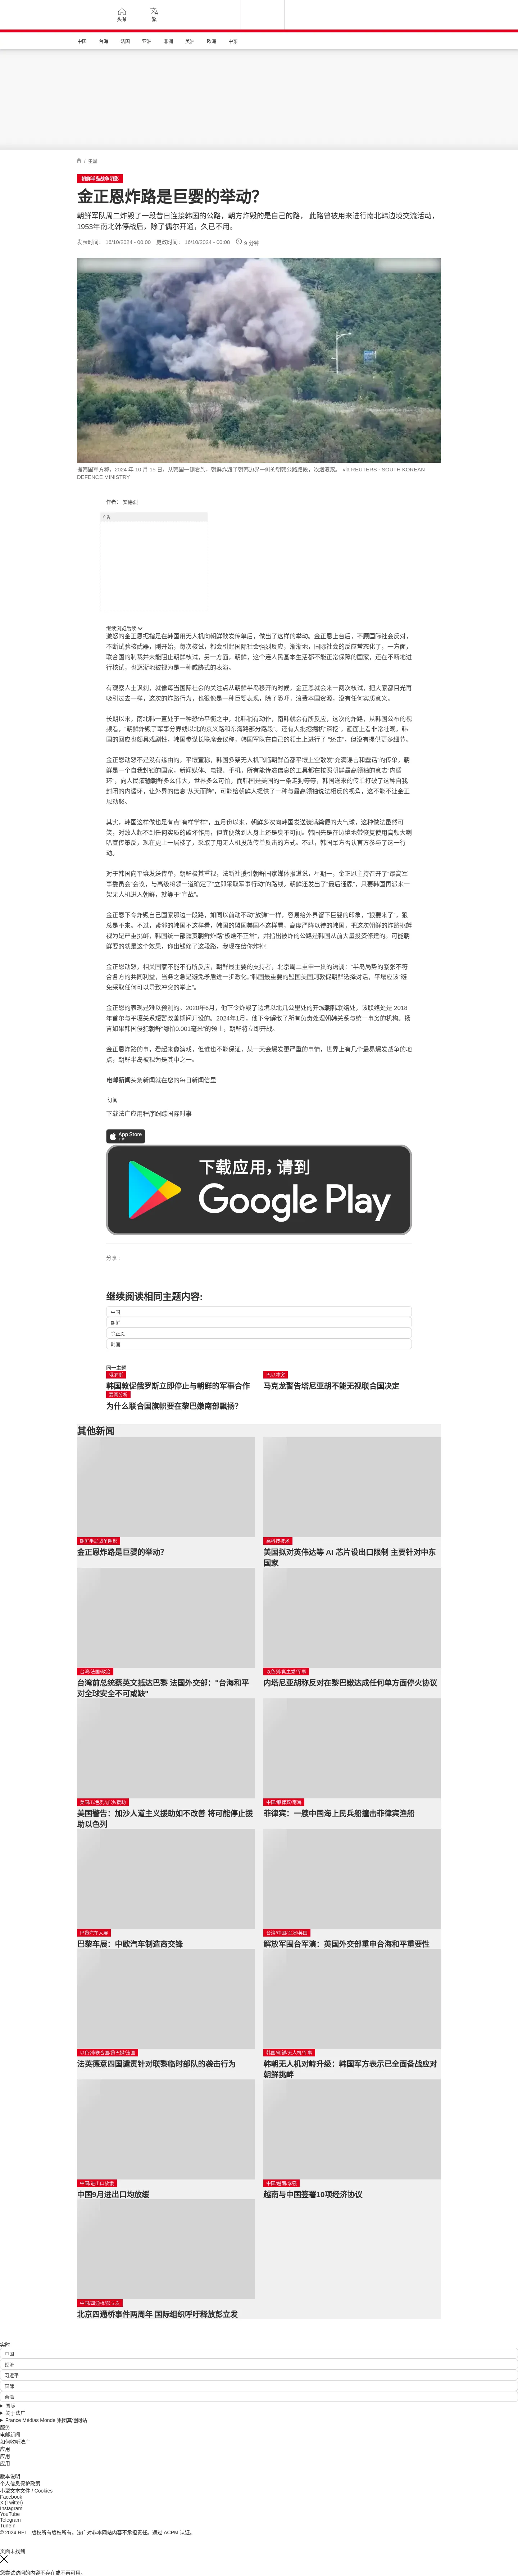 头条
繁
中国
台海
法国
亚洲
非洲
美洲
欧洲
中东
/ 中国
朝鲜半岛战争阴影
金正恩炸路是巨婴的举动？
朝鲜军队周二炸毁了一段昔日连接韩国的公路，朝方炸毁的是自己的路， 此路曾被用来进行南北韩边境交流活动，
1953年南北韩停战后，除了偶尔开通，久已不用。
发表时间： 16/10/2024 - 00:00 更改时间： 16/10/2024 - 00:08 9 分钟
据韩国军方称，2024 年 10 月 15 日，从韩国一侧看到，朝鲜炸毁了朝韩边界一侧的朝韩公路路段，浓烟滚滚。 via REUTERS - SOUTH KOREAN
DEFENCE MINISTRY
作者： 安德烈
广告
继续浏览后续
激怒的金正恩据指是在韩国用无人机向朝鲜散发传单后，做出了这样的举动。金正恩上台后，不顾国际社会反对，
不断试验核武器，刚开始，每次核试，都会引起国际社会强烈反应，渐渐地，国际社会的反应常态化了，一方面，
联合国的制裁并未能阻止朝鲜核试，另一方面，朝鲜，这个连人民基本生活都不能正常保障的国家，还在不断地进
行核试，也逐渐地被视为是一种威胁式的表演。
有观察人士讽刺，就像每当国际社会的关注点从朝鲜半岛移开的时候，金正恩就会来一两次核试，把大家都目光再
吸引过去一样，这次的炸路行为，也很像是一种巨婴表现，除了恐吓，浪费本国资源，没有任何实质意义。
长期以来，南北韩一直处于一种恐怖平衡之中，北韩稍有动作，南韩就会有所反应，这次的炸路，从韩国公布的视
频看，“朝鲜炸毁了军事分界线以北的京义路和东海路部分路段”。还有大批挖掘机“深挖”，画面上看非常壮观，韩
国的回应也颇具戏剧性，韩国参谋长联席会议称，韩国军队在自己的领土上进行了 “还击”，但没有提供更多细节。
金正恩动怒不是没有缘由的，平壤宣称，韩国多架无人机飞临朝鲜首都平壤上空散发“充满谣言和蠢话”的传单。朝
鲜是一个自我封锁的国家，新闻媒体、电视、手机，所有能传递信息的工具都在按照朝鲜最高领袖的意志“内循
环”，向人民灌输朝鲜多么伟大，世界多么可怕，而韩国是美国的一条走狗等等，韩国送来的传单打破了这种自我
封闭的内循环，让外界的信息“从天而降”，可能给朝鲜人提供了一种与最高领袖说法相反的视角，这不能不让金正
恩动怒。
其实，韩国这样做也是有点“有样学样”，五月份以来，朝鲜多次向韩国发送装满粪便的大气球，这种做法虽然可
笑，对敌人起不到任何实质的破坏作用，但粪便落到人身上还是臭不可闻。韩国先是在边境地带恢复使用高频大喇
叭宣传策反，现在更上一层楼了，采取了用无人机投放传单反击的方式。不过，韩国军方否认官方参与了这一行
动。
对于韩国向平壤发送传单，朝鲜极其重视，法新社援引朝鲜国家媒体报道说，星期一，金正恩主持在开了“最高军
事委员会”会议，与高级将领一道确定了“立即采取军事行动”的路线。朝鲜还发出了“最后通牒”，只要韩国再派来一
架无人机进入朝鲜，就等于“宣战”。
金正恩下令炸毁自己国家那边一段路，如同以前动不动“放弹”一样，容易给外界留下巨婴的印象，“狼要来了”，狼
总是不来。不过，紧邻的韩国不这样看，韩国的盟国美国不这样看，高度严阵以待的韩国，把这次朝鲜的炸路挑衅
视为是严重挑衅，韩国统一部谴责朝鲜炸路“极端不正常”，并指出被炸的公路是韩国从前大量投资修建的。可能朝
鲜要的就是这个效果，你出钱修了这段路，我现在给你炸掉!
金正恩动怒，相关国家不能不有所反应，朝鲜最主要的支持者，北京周二重申一贯的语调：“半岛局势的紧张不符
合各方的共同利益，当务之急是避免矛盾进一步激化。”韩国最重要的盟国美国则敦促朝鲜选择对话，平壤应该“避
免采取任何可以导致冲突的举止”。
金正恩的表现是难以预测的。2020年6月，他下令炸毁了边境以北几公里处的开城朝韩联络处，该联络处是 2018
年首尔与平壤关系短暂改善期间开设的。2024年1月，他下令解散了所有负责处理朝韩关系与统一事务的机构。扬
言如果韩国侵犯朝鲜“哪怕0.001毫米”的领土，朝鲜将立即开战。
金正恩炸路的事，看起来像演戏，但谁也不能保证，某一天会爆发更严重的事情，世界上有几个最易爆发战争的地
点，朝鲜半岛被视为是其中之一。
电邮新闻头条新闻就在您的每日新闻信里
订阅
下载法广应用程序跟踪国际时事
App Store
下载应用，请到
Google Play
分享 :
继续阅读相同主题内容:
中国
朝鲜
金正恩
韩国
同一主题
俄罗斯
韩国敦促俄罗斯立即停止与朝鲜的军事合作
巴以冲突
马克龙警告塔尼亚胡不能无视联合国决定
要闻分析
为什么联合国旗帜要在黎巴嫩南部飘扬？
其他新闻
朝鲜半岛战争阴影
金正恩炸路是巨婴的举动？
高科技技术
美国拟对英伟达等 AI 芯片设出口限制 主要针对中东
国家
台湾/法国/政治
台湾前总统蔡英文抵达巴黎 法国外交部："台海和平
对全球安全不可或缺"
以色列/真主党/军事
内塔尼亚胡称反对在黎巴嫩达成任何单方面停火协议
美国/以色列/加沙/援助
美国警告：加沙人道主义援助如不改善 将可能停止援
助以色列
中国/菲律宾/南海
菲律宾：一艘中国海上民兵船撞击菲律宾渔船
巴黎汽车大展
巴黎车展：中欧汽车制造商交锋
台湾/中国/军演/英国
解放军围台军演：英国外交部重申台海和平重要性
以色列/联合国/黎巴嫩/法国
法英德意四国谴责针对联黎临时部队的袭击行为
韩国/朝鲜/无人机/军事
韩朝无人机对峙升级：韩国军方表示已全面备战应对
朝鲜挑衅
中国/进出口放缓
中国9月进出口均放缓
中国/越南/李强
越南与中国签署10项经济协议
中国/四通桥/彭立发
北京四通桥事件两周年 国际组织呼吁释放彭立发
实时
中国
经济
习近平
国际
台湾
国际
关于法广
France Médias Monde 集团其他网站
服务
电邮新闻
如何收听法广
应用
应用
应用
版本说明
个人信息保护政策
小型文本文件 / Cookies
Facebook
X (Twitter)
Instagram
YouTube
Telegram
TuneIn
© 2024 RFI – 版权所有版权所有。法广对非本网站内容不承担责任。通过 ACPM 认证。
页面未找到
您尝试访问的内容不存在或不再可用。